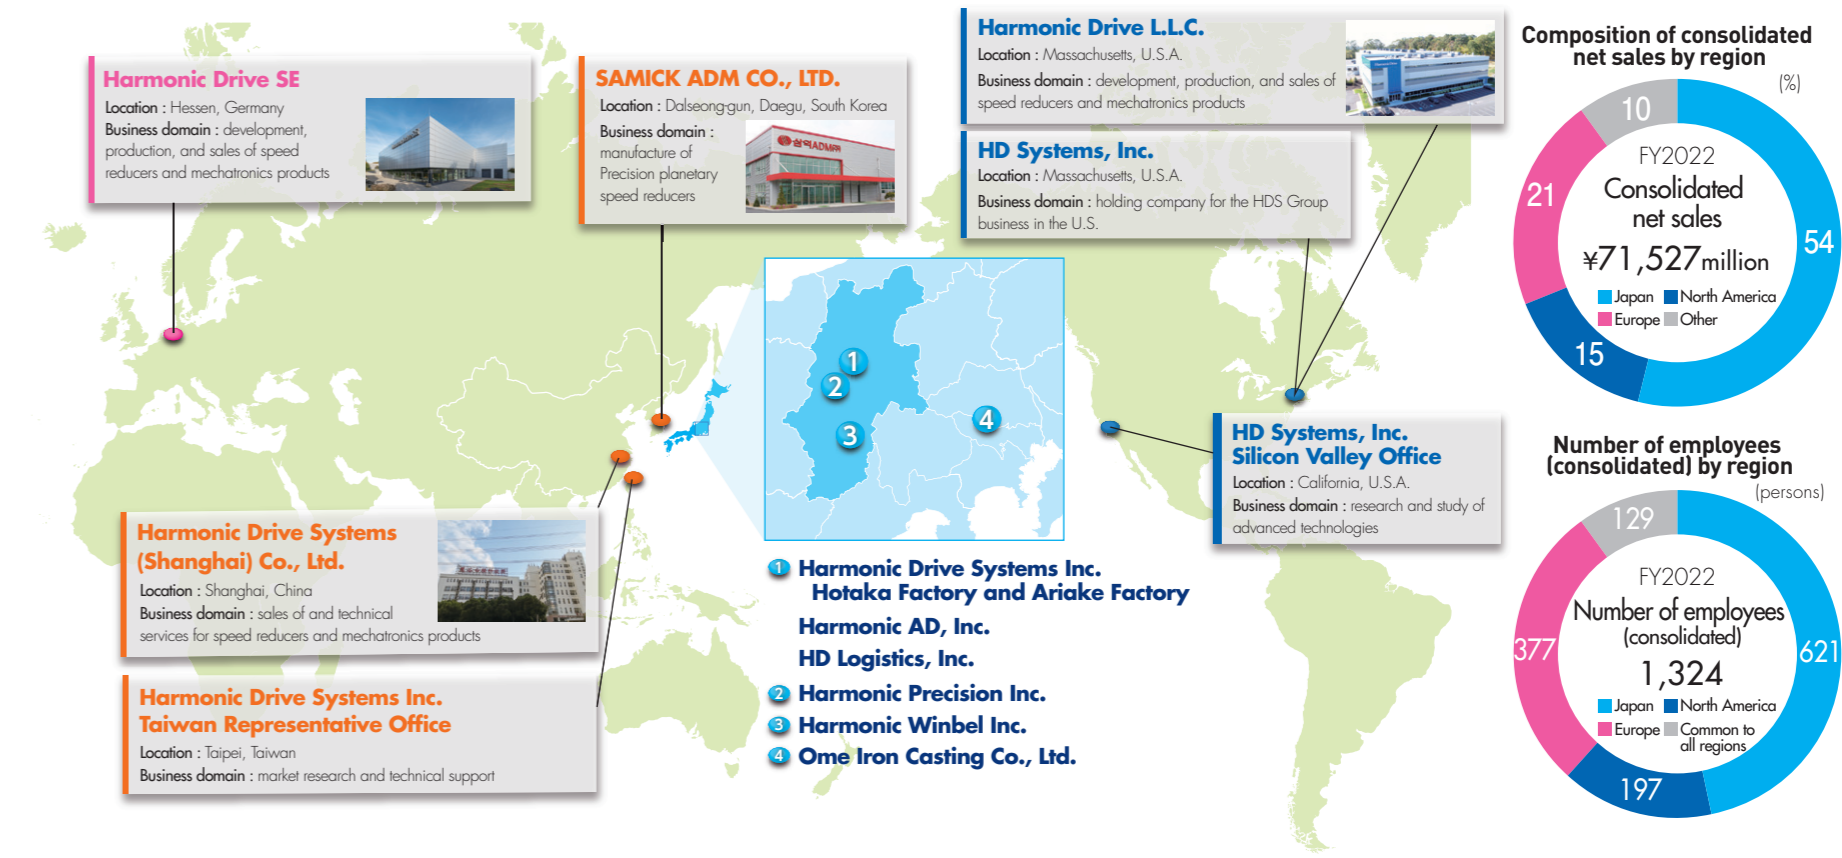 Harmonic Drive SE
Location : Hessen, Germany
Business domain : development,
production, and sales of speed
reducers and mechatronics products
SAMICK ADM CO., LTD.
Location : Dalseong-gun, Daegu, South Korea
Business domain :
manufacture of
Precision planetary
speed reducers
삼익ADM㈜
Harmonic Drive L.L.C.
Location : Massachusetts, U.S.A.
Business domain : development, production, and sales of
speed reducers and mechatronics products
HD Systems, Inc.
Location : Massachusetts, U.S.A.
Business domain : holding company for the HDS Group
business in the U.S.
HD Systems, Inc.
Silicon Valley Office
Location : California, U.S.A.
Business domain : research and study of
advanced technologies
Harmonic Drive Systems
(Shanghai) Co., Ltd.
Location : Shanghai, China
Business domain : sales of and technical
services for speed reducers and mechatronics products
Harmonic Drive Systems Inc.
Taiwan Representative Office
Location : Taipei, Taiwan
Business domain : market research and technical support
1
2
3
4
1 Harmonic Drive Systems Inc.
Hotaka Factory and Ariake Factory
Harmonic AD, Inc.
HD Logistics, Inc.
2 Harmonic Precision Inc.
3 Harmonic Winbel Inc.
4 Ome Iron Casting Co., Ltd.
Composition of consolidated
net sales by region
(%)
10
21
54
15
FY2022
Consolidated
net sales
¥71,527million
Japan North America
Europe Other
Number of employees
(consolidated) by region
(persons)
129
377
621
197
FY2022
Number of employees
(consolidated)
1,324
Japan North America
Europe Common to
all regions